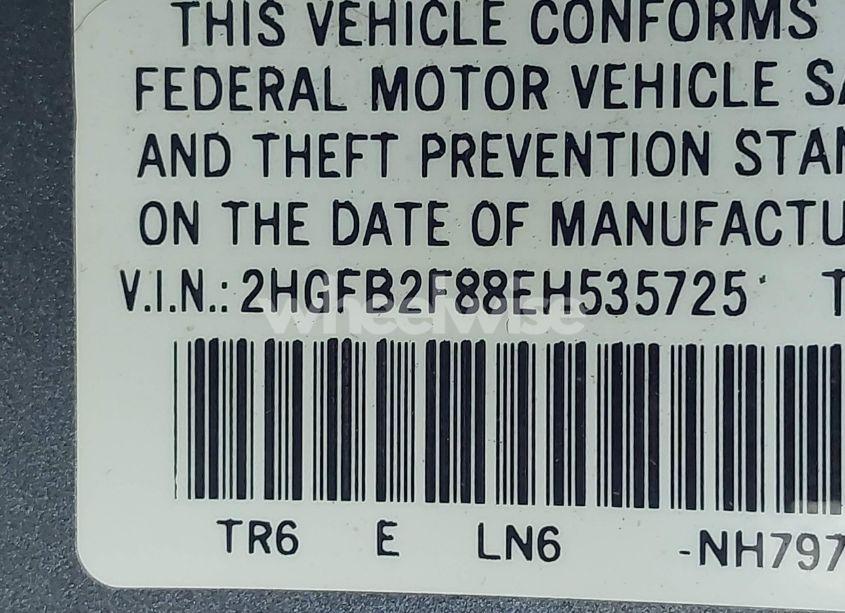 THIS VEHICLE CONFORMS
FEDERAL MOTOR VEHICLE SA
AND THEFT PREVENTION STAN
ON THE DATE OF MANUFACTU
V.I.N.: 2HGFB2F88EH535725 T
wheelwise
TR6 E LN6 -NH797